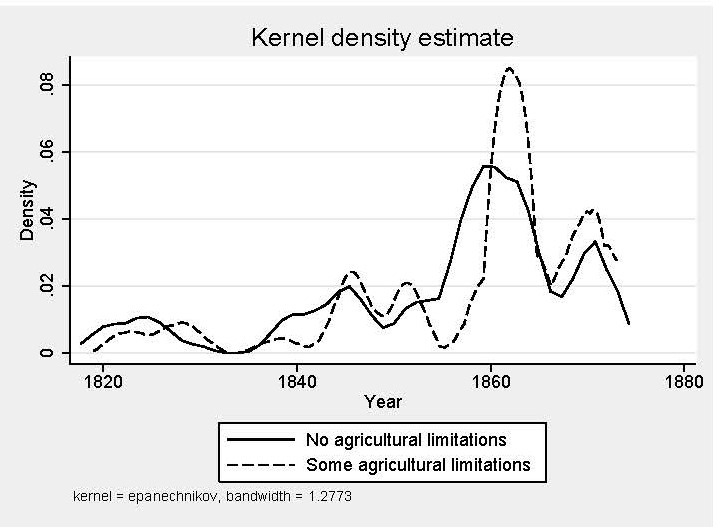 Kernel density estimate
.08
.06
.04
.02
0
Density
1820 1840 1860 1880
Year
No agricultural limitations
Some agricultural limitations
kernel = epanechnikov, bandwidth = 1.2773